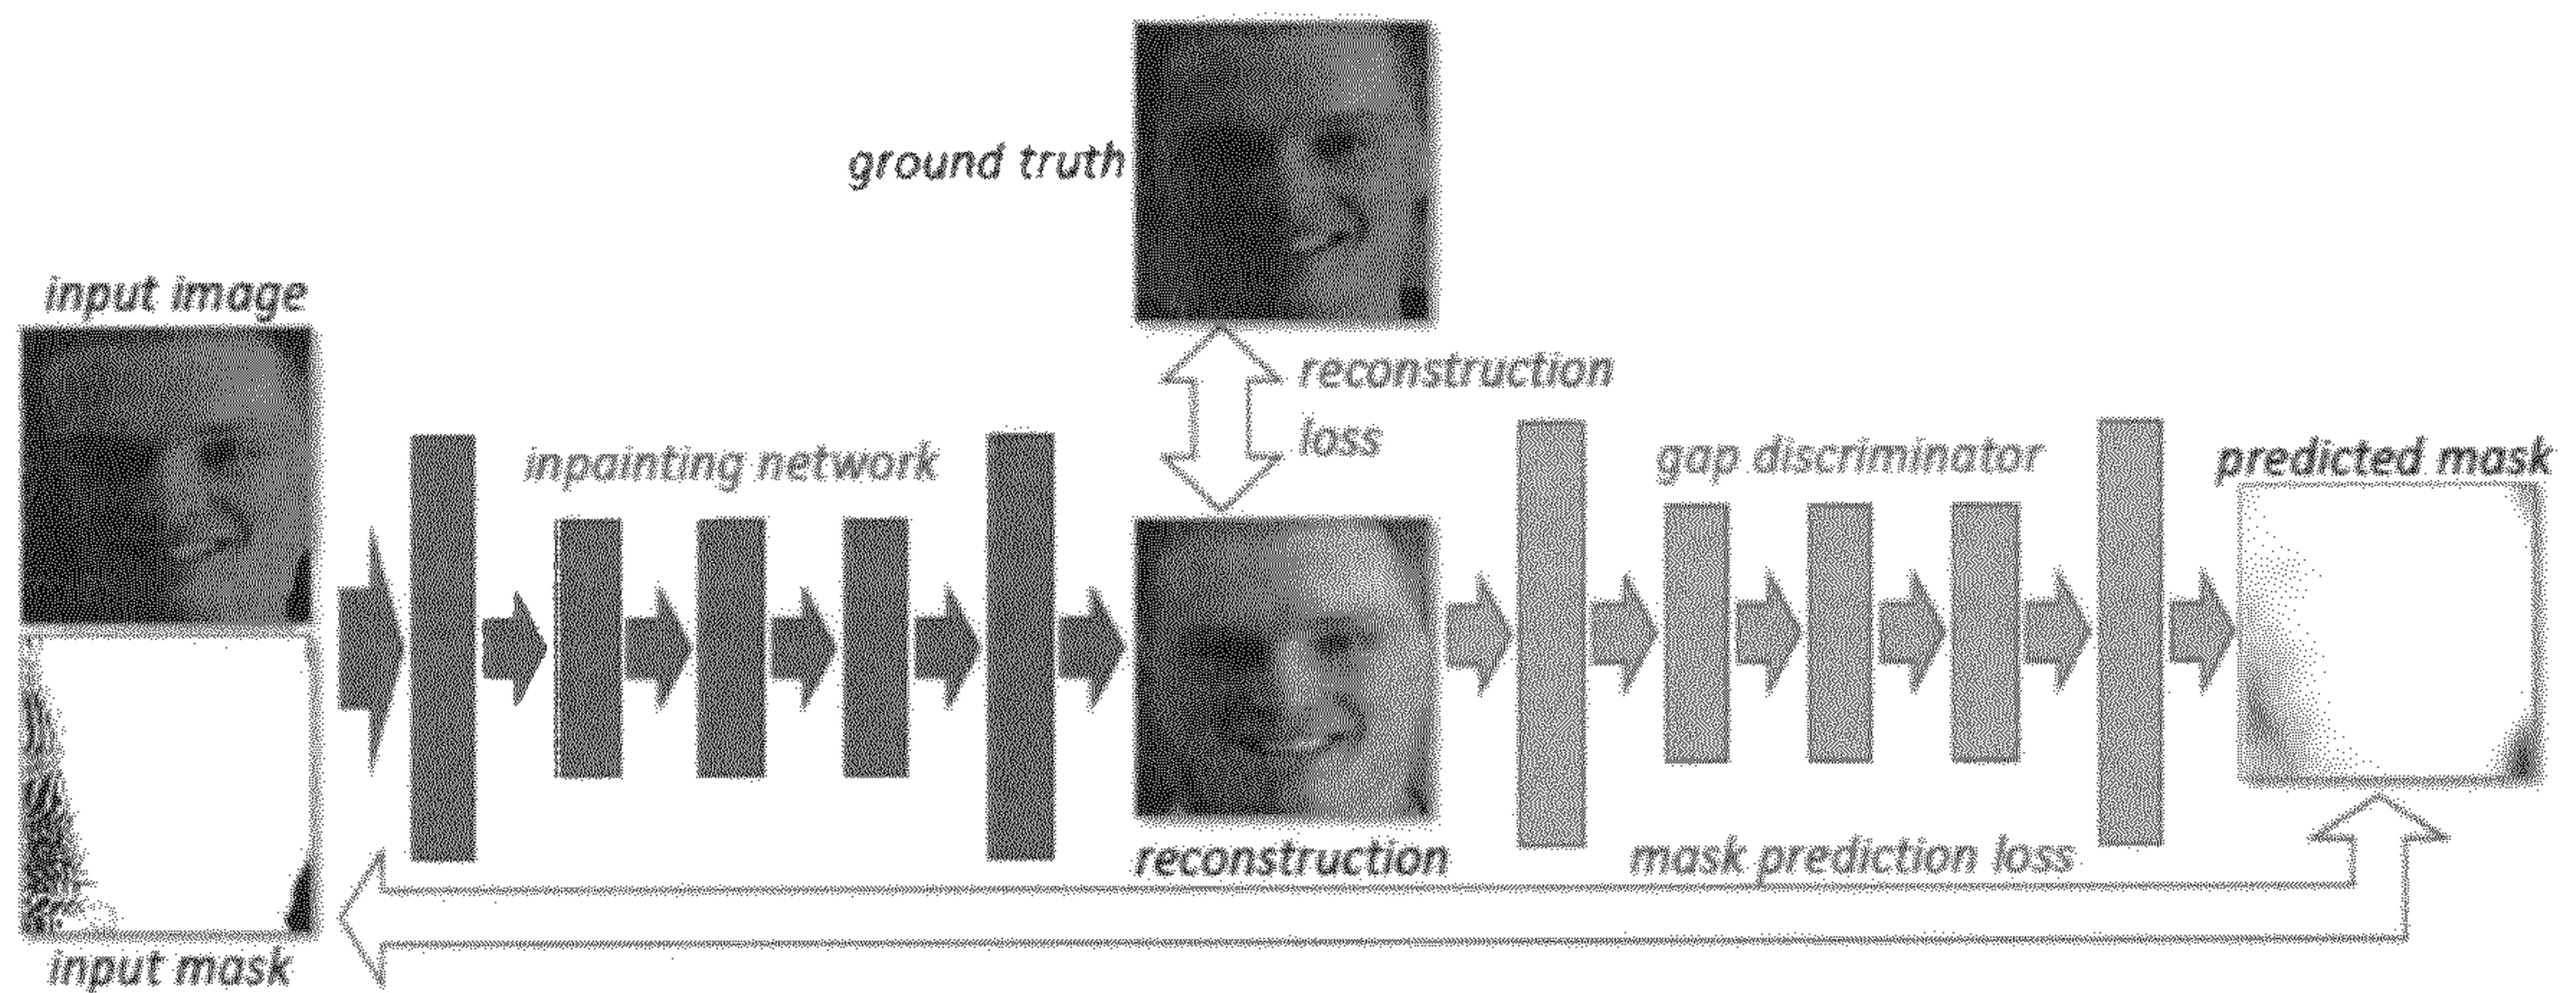 ground truth
input image
reconstruction
loss
inpainting network
gap discriminator
predicted mask
reconstruction
mask prediction loss
input mask